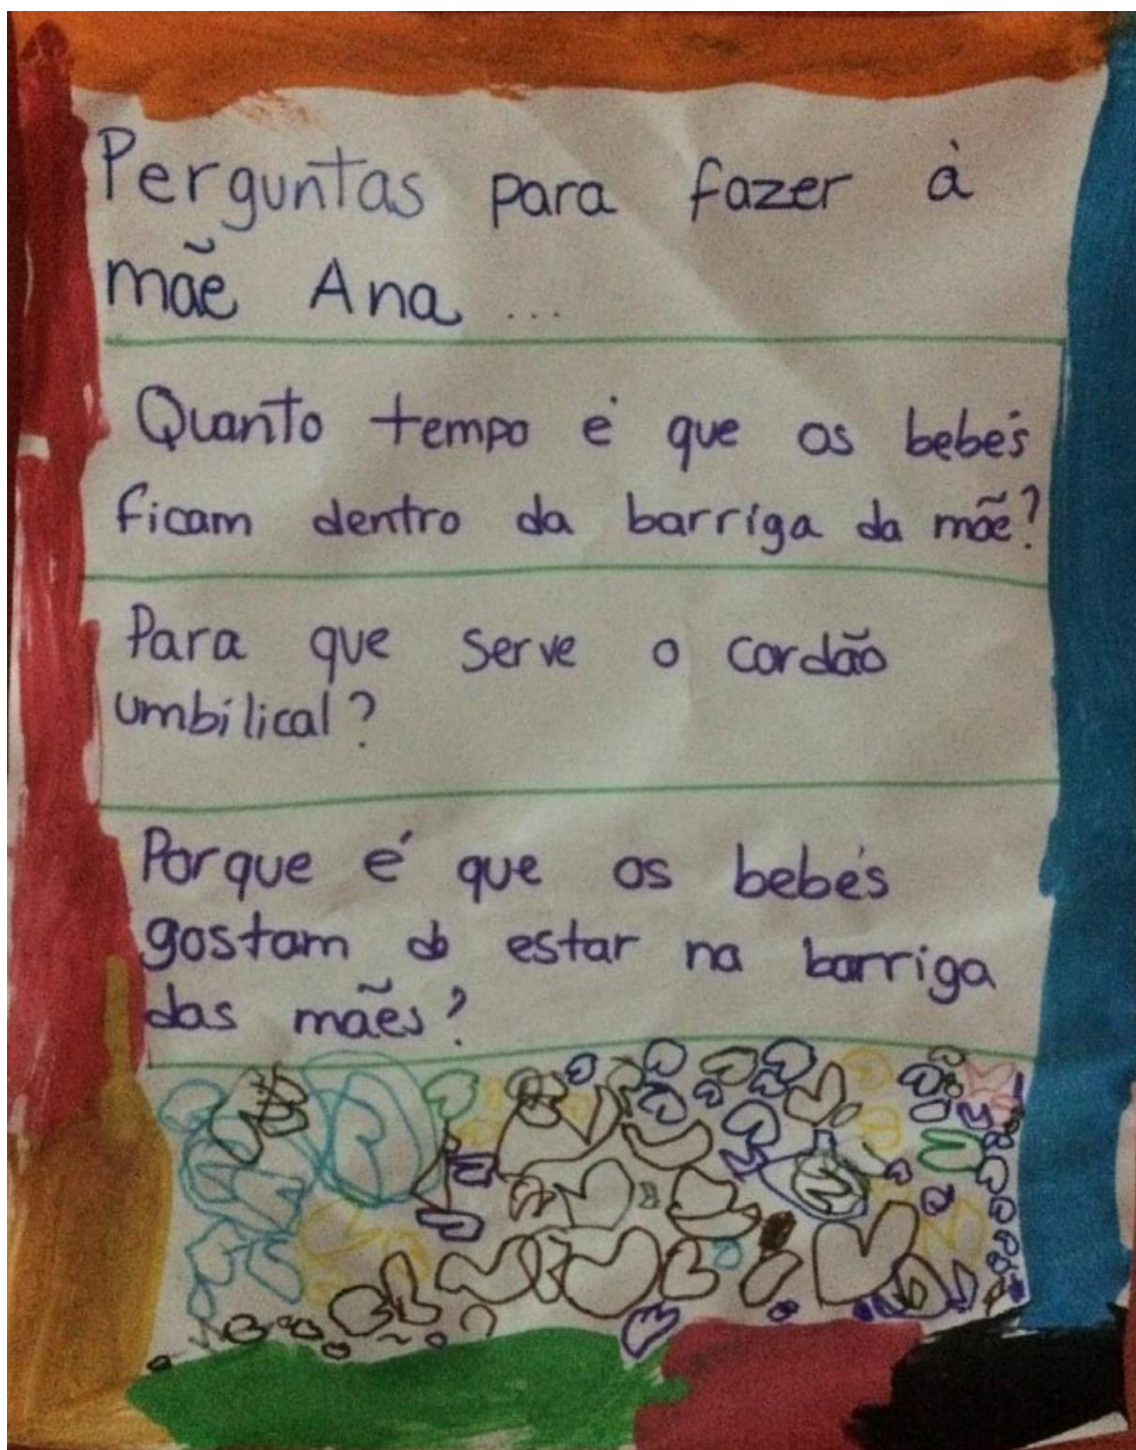 Perguntas para fazer à
mãe Ana ...
Quanto tempo é que os bebés
ficam dentro da barriga da mãe?
Para que serve o cordão
umbilical?
Porque é que os bebés
gostam de estar na barriga
das mães?